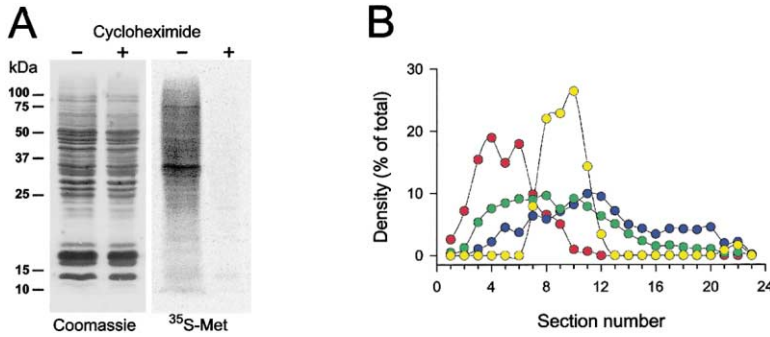 A
Cycloheximide
− + − +
kDa
100
75
50
37
25
15
10
Coomassie
³⁵S-Met
B
Density (% of total)
30
20
10
0
0 4 8 12 16 20 24
Section number